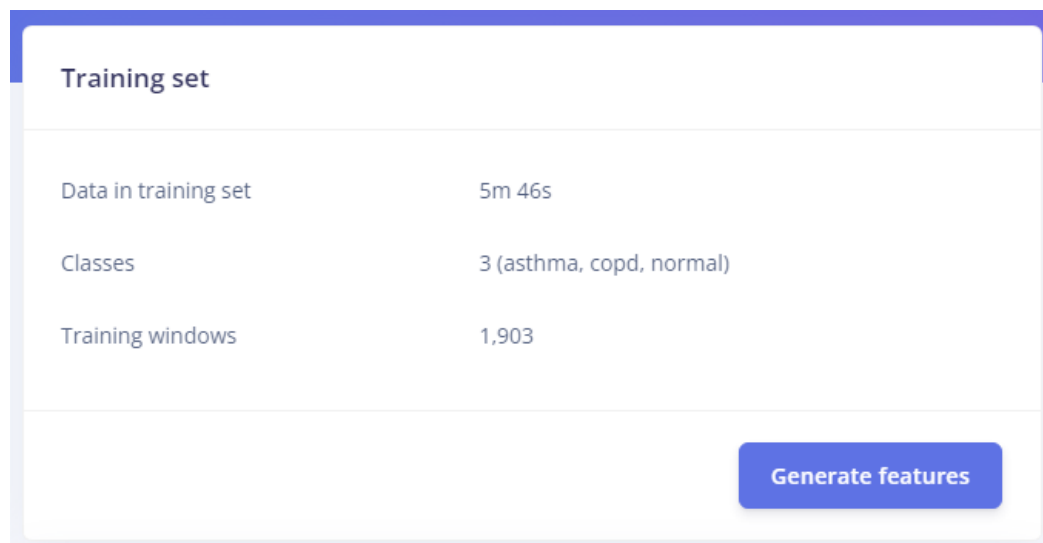 Training set
Data in training set 5m 46s
Classes 3 (asthma, copd, normal)
Training windows 1,903
Generate features